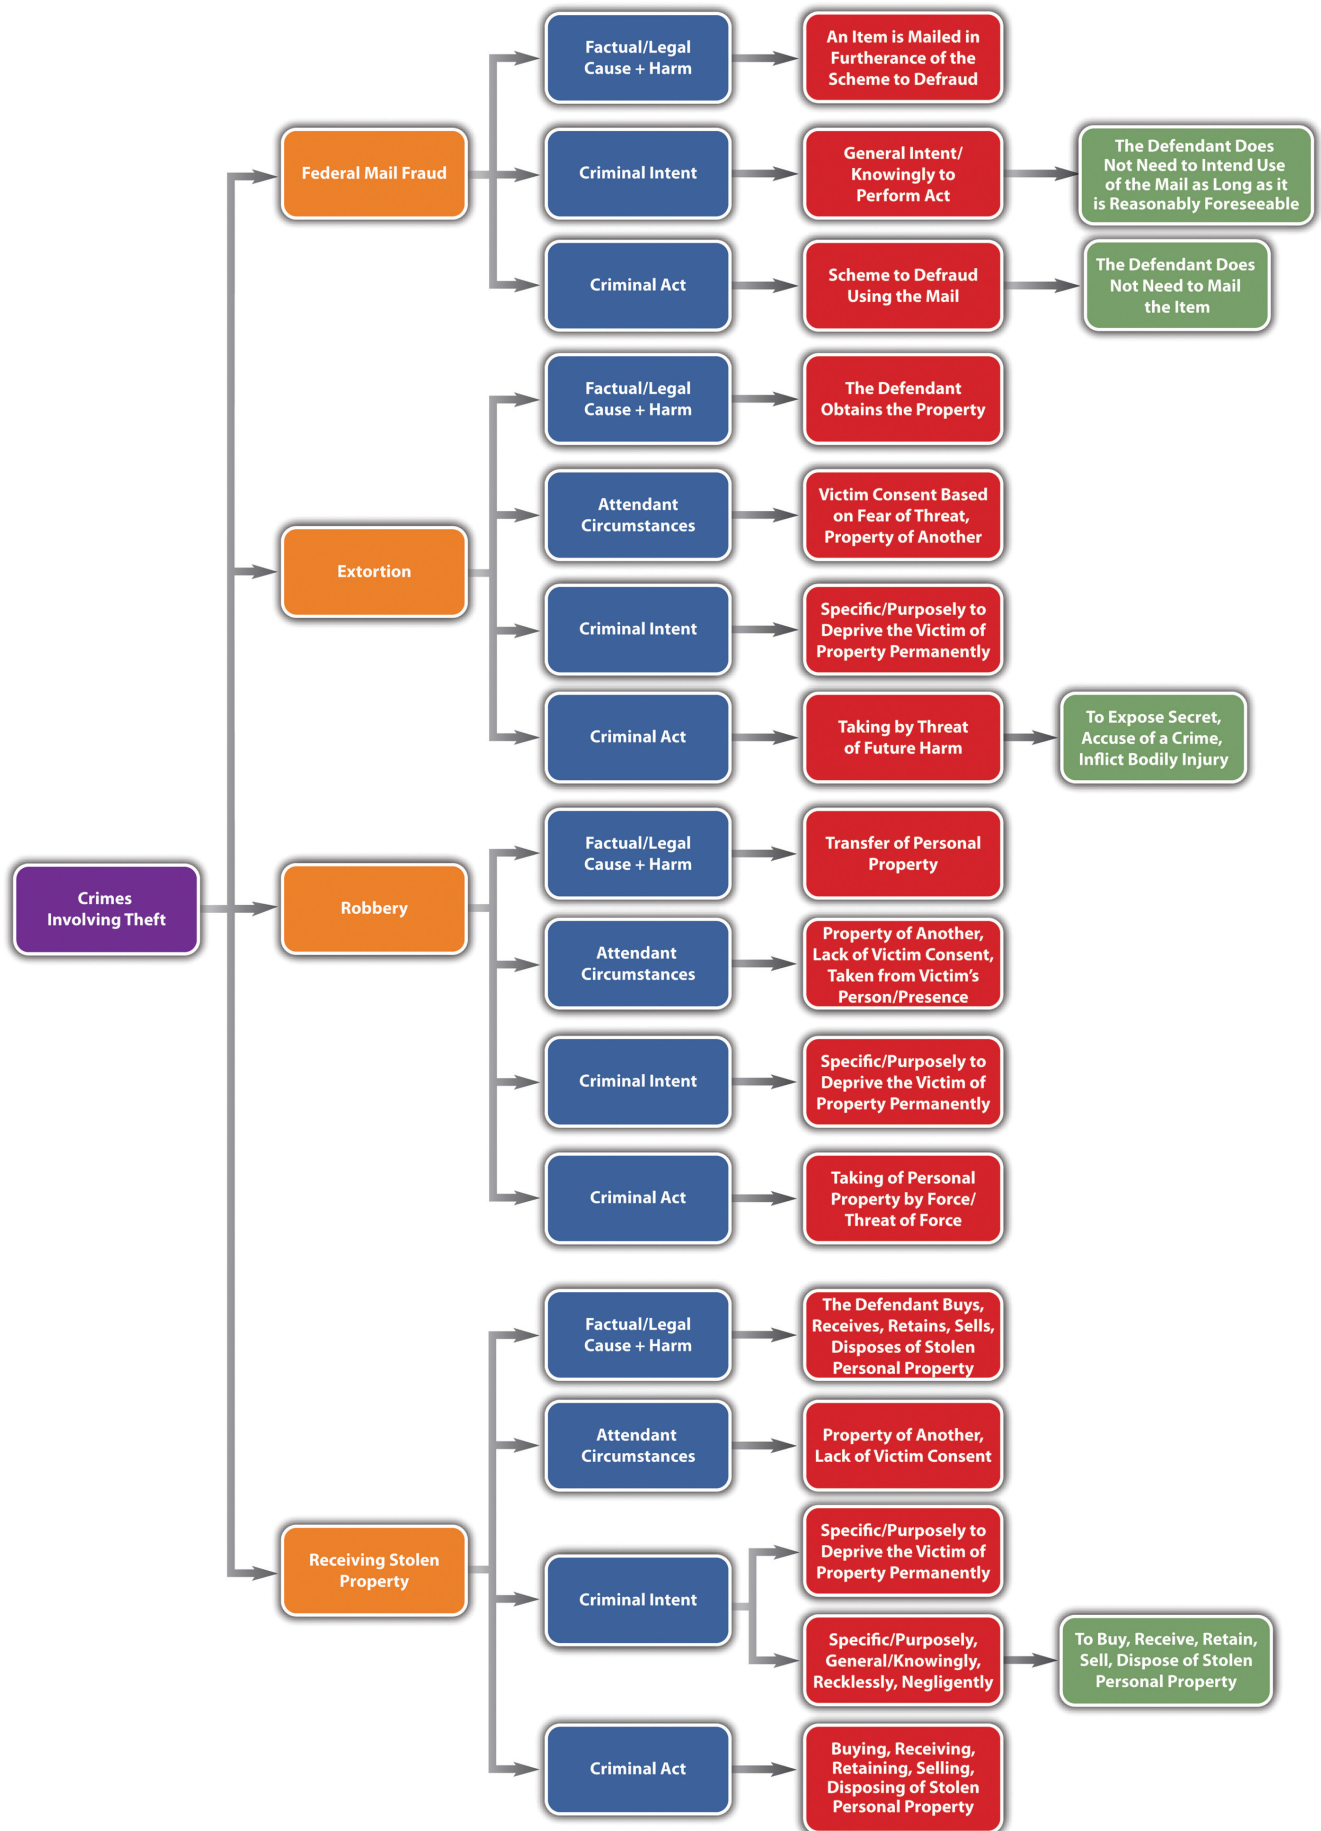 Crimes
Involving Theft
Federal Mail Fraud
Factual/Legal
Cause + Harm
An Item is Mailed in
Furtherance of the
Scheme to Defraud
Criminal Intent
General Intent/
Knowingly to
Perform Act
The Defendant Does
Not Need to Intend Use
of the Mail as Long as it
is Reasonably Foreseeable
Criminal Act
Scheme to Defraud
Using the Mail
The Defendant Does
Not Need to Mail
the Item
Extortion
Factual/Legal
Cause + Harm
The Defendant
Obtains the Property
Attendant
Circumstances
Victim Consent Based
on Fear of Threat,
Property of Another
Criminal Intent
Specific/Purposely to
Deprive the Victim of
Property Permanently
Criminal Act
Taking by Threat
of Future Harm
To Expose Secret,
Accuse of a Crime,
Inflict Bodily Injury
Robbery
Factual/Legal
Cause + Harm
Transfer of Personal
Property
Attendant
Circumstances
Property of Another,
Lack of Victim Consent,
Taken from Victim's
Person/Presence
Criminal Intent
Specific/Purposely to
Deprive the Victim of
Property Permanently
Criminal Act
Taking of Personal
Property by Force/
Threat of Force
Receiving Stolen
Property
Factual/Legal
Cause + Harm
The Defendant Buys,
Receives, Retains, Sells,
Disposes of Stolen
Personal Property
Attendant
Circumstances
Property of Another,
Lack of Victim Consent
Criminal Intent
Specific/Purposely to
Deprive the Victim of
Property Permanently
Specific/Purposely,
General/Knowingly,
Recklessly, Negligently
To Buy, Receive, Retain,
Sell, Dispose of Stolen
Personal Property
Criminal Act
Buying, Receiving,
Retaining, Selling,
Disposing of Stolen
Personal Property